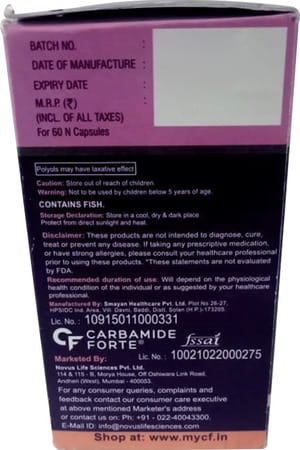 BATCH NO. :
DATE OF MANUFACTURE :
EXPIRY DATE :
M.R.P. (₹) :
(INCL. OF ALL TAXES)
For 60 N Capsules
Polyols may have laxative effect
Caution: Store out of reach of children.
Warning: Not to be used by children below 5 years of age.
CONTAINS FISH.
Storage Declaration: Store in a cool, dry & dark place
Protect from direct sunlight and heat.
Disclaimer: These products are not intended to diagnose, cure,
treat or prevent any disease. If taking any prescriptive medication,
or have strong allergies, please consult your healthcare professional
prior to using these products. *These statements are not evaluated
by FDA.
Recommended duration of use: Will depend on the physiological
health condition of the individual or as suggested by your healthcare
professional.
Manufactured By: Smayan Healthcare Pvt. Ltd. Plot No 26-27,
HPSIDC Ind. Area, Vill. Davni, Baddi, Distt. Solan (H.P.)-173205.
Lic. No.: 10915011000331
CF CARBAMIDE
FORTE® fssai
Lic. No.: 10021022000275
Marketed By:
Novus Life Sciences Pvt. Ltd.
114 & 115 - B, Morya House, Off Oshiwara Link Road,
Andheri (West), Mumbai - 400053.
For any consumer queries, complaints and
feedback contact our consumer care executive
at above mentioned Marketer's address
or contact us on: Ph.: +91 - 022-40043300.
E-Mail ID: info@novuslifesciences.com
Shop at: www.mycf.in